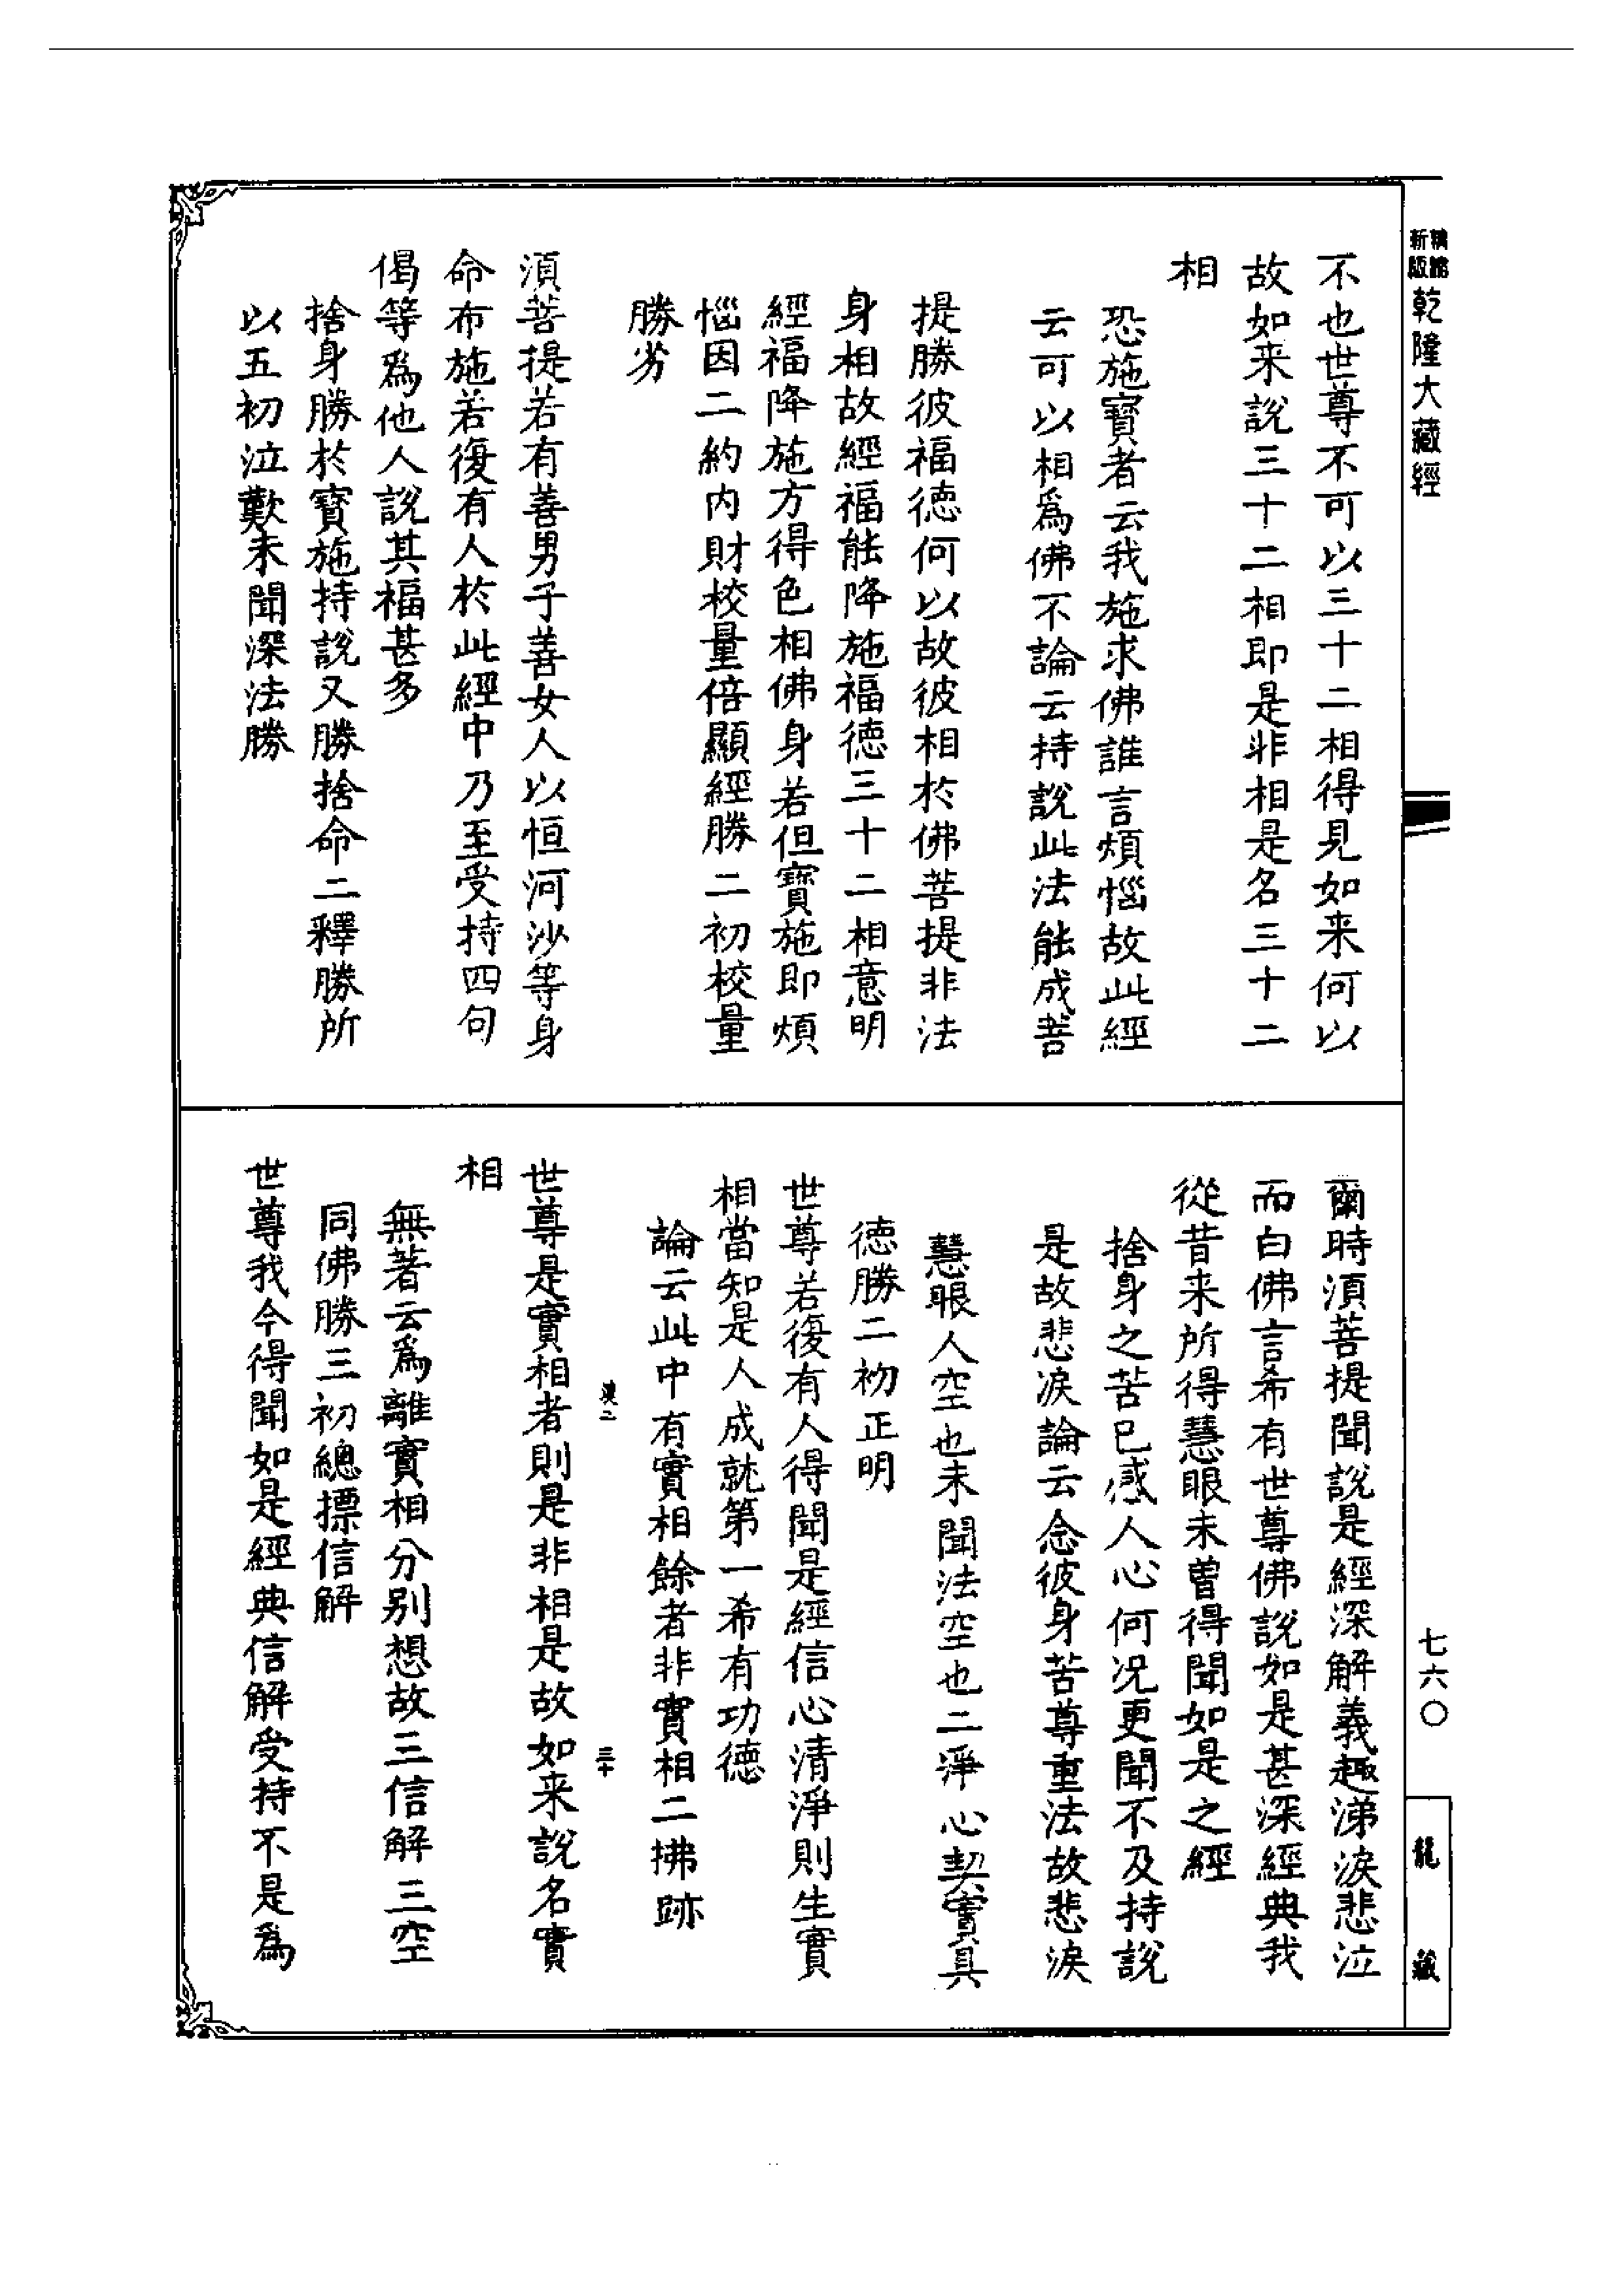 新版
精縮
乾隆大藏經
不也世尊不可以三十二相得見如来何以
故如来說三十二相即是非相是名三十二
相
恐施寶者云我施求佛誰言煩惱故此經
云可以相爲佛不論云持說此法能成菩
提勝彼福德何以故彼相於佛菩提非法
身相故經福能降施福德三十二相意明
經福降施方得色相佛身若但寶施即煩
惱因二約內財校量倍顯經勝二初校量
勝劣
須菩提若有善男子善女人以恒河沙等身
命布施若復有人於此經中乃至受持四句
偈等爲他人說其福甚多
捨身勝於寶施持說又勝捨命二釋勝所
以五初泣歎未聞深法勝
爾時須菩提聞說是經深解義趣涕淚悲泣
而白佛言希有世尊佛說如是甚深經典我
從昔来所得慧眼未曾得聞如是之經
捨身之苦已感人心何況更聞不及持說
是故悲淚論云念彼身苦尊重法故悲淚
慧眼人空也未聞法空也二淨心契實具
德勝二初正明
世尊若復有人得聞是經信心清淨則生實
相當知是人成就第一希有功德
論云此中有實相餘者非實相二拂跡
三十
世尊是實相者則是非相是故如来說名實
相
無著云爲離實相分別想故三信解三空
同佛勝三初總摽信解
世尊我今得聞如是經典信解受持不是爲
七六〇
龍藏